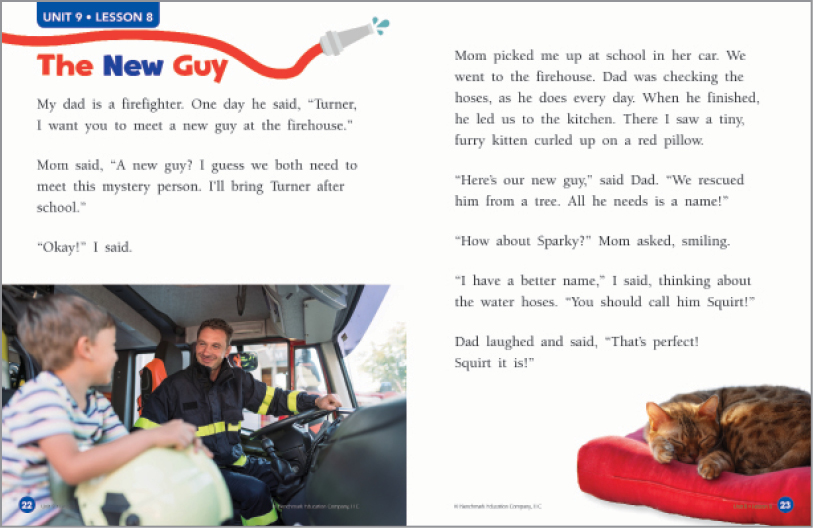 UNIT 9 • LESSON 8
The New Guy
My dad is a firefighter. One day he said, “Turner,
I want you to meet a new guy at the firehouse.”
Mom said, “A new guy? I guess we both need to
meet this mystery person. I’ll bring Turner after
school.”
“Okay!” I said.
22
© Benchmark Education Company, LLC
Mom picked me up at school in her car. We
went to the firehouse. Dad was checking the
hoses, as he does every day. When he finished,
he led us to the kitchen. There I saw a tiny,
furry kitten curled up on a red pillow.
“Here’s our new guy,” said Dad. “We rescued
him from a tree. All he needs is a name!”
“How about Sparky?” Mom asked, smiling.
“I have a better name,” I said, thinking about
the water hoses. “You should call him Squirt!”
Dad laughed and said, “That’s perfect!
Squirt it is!”
© Benchmark Education Company, LLC
23